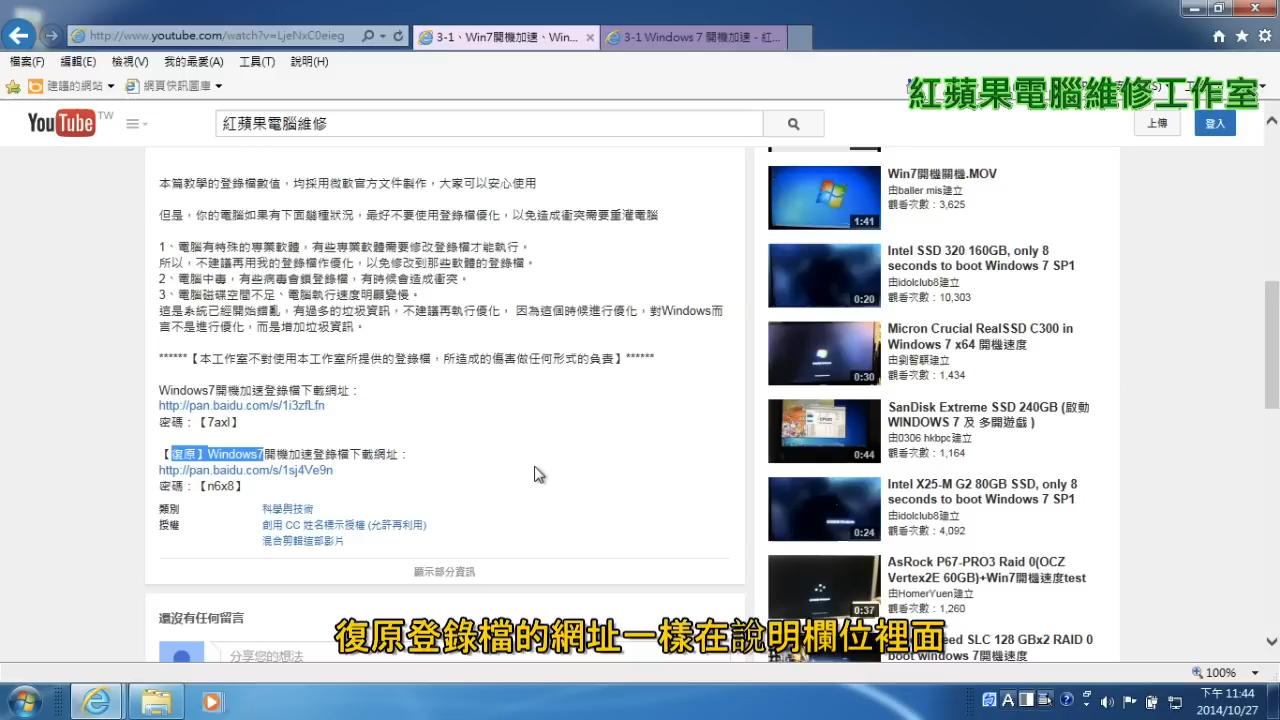 http://www.youtube.com/watch?v=LjeNxC0eieg
3-1、Win7開機加速、Win...
3-1 Windows 7 開機加速 - 紅...
檔案(F) 編輯(E) 檢視(V) 我的最愛(A) 工具(T) 說明(H)
建議的網站 網頁快訊圖庫
紅蘋果電腦維修工作室
YouTube TW
紅蘋果電腦維修
上傳
登入
本篇教學的登錄檔數值，均採用微軟官方文件製作，大家可以安心使用
但是，你的電腦如果有下面幾種狀況，最好不要使用登錄檔優化，以免造成衝突需要重灌電腦
1、電腦有特殊的專業軟體，有些專業軟體需要修改登錄檔才能執行。
所以，不建議再用我的登錄檔作優化，以免修改到那些軟體的登錄檔。
2、電腦中毒，有些病毒會鎖登錄檔，有時候會造成衝突。
3、電腦磁碟空間不足、電腦執行速度明顯變慢。
這是系統已經開始錯亂，有過多的垃圾資訊，不建議再執行優化， 因為這個時候進行優化，對Windows而
言不是進行優化，而是增加垃圾資訊。
******【本工作室不對使用本工作室所提供的登錄檔，所造成的傷害做任何形式的負責】******
Windows7開機加速登錄檔下載網址：
http://pan.baidu.com/s/1i3zfLfn
密碼：【7axl】
【復原】Windows7開機加速登錄檔下載網址：
http://pan.baidu.com/s/1sj4Ve9n
密碼：【n6x8】
類別 科學與技術
授權 創用 CC 姓名標示授權 (允許再利用)
混合剪輯這部影片
顯示部分資訊
還沒有任何留言
分享您的想法
Win7開機關機.MOV
由baller mis建立
觀看次數：3,625
1:41
Intel SSD 320 160GB, only 8
seconds to boot Windows 7 SP1
由idolclub8建立
觀看次數：10,303
0:20
Micron Crucial RealSSD C300 in
Windows 7 x64 開機速度
由劉智騏建立
觀看次數：1,434
0:30
SanDisk Extreme SSD 240GB (啟動
WINDOWS 7 及 多開遊戲 )
由0306 hkbpc建立
觀看次數：1,164
0:44
Intel X25-M G2 80GB SSD, only 8
seconds to boot Windows 7 SP1
由idolclub8建立
觀看次數：4,092
0:24
AsRock P67-PRO3 Raid 0(OCZ
Vertex2E 60GB)+Win7開機速度test
由HomerYuen建立
觀看次數：1,260
0:37
eed SLC 128 GBx2 RAID 0
boot windows 7開機速度
復原登錄檔的網址一樣在說明欄位裡面
100%
下午 11:44
2014/10/27